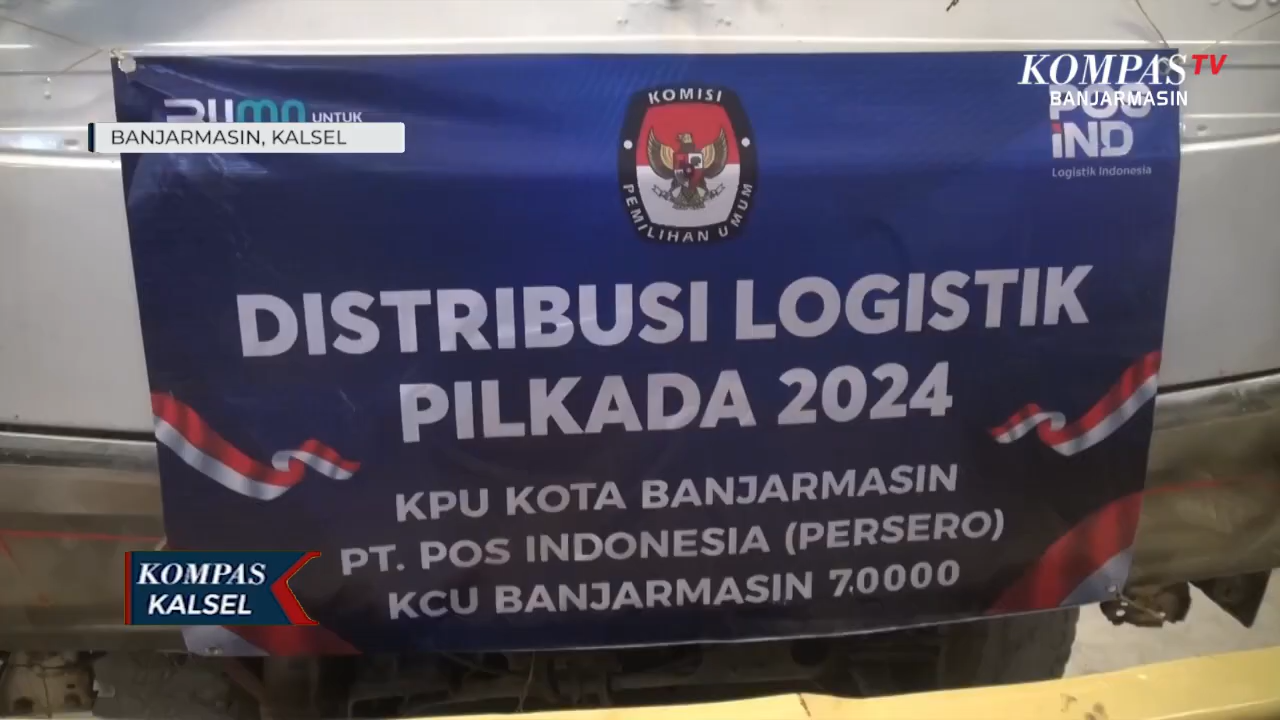 KOMPAS TV
BANJARMASIN
UNTUK
BANJARMASIN, KALSEL
KOMISI
PEMILIHAN UMUM
IND
Logistik Indonesia
DISTRIBUSI LOGISTIK
PILKADA 2024
KPU KOTA BANJARMASIN
PT. POS INDONESIA (PERSERO)
KCU BANJARMASIN 70000
KOMPAS
KALSEL